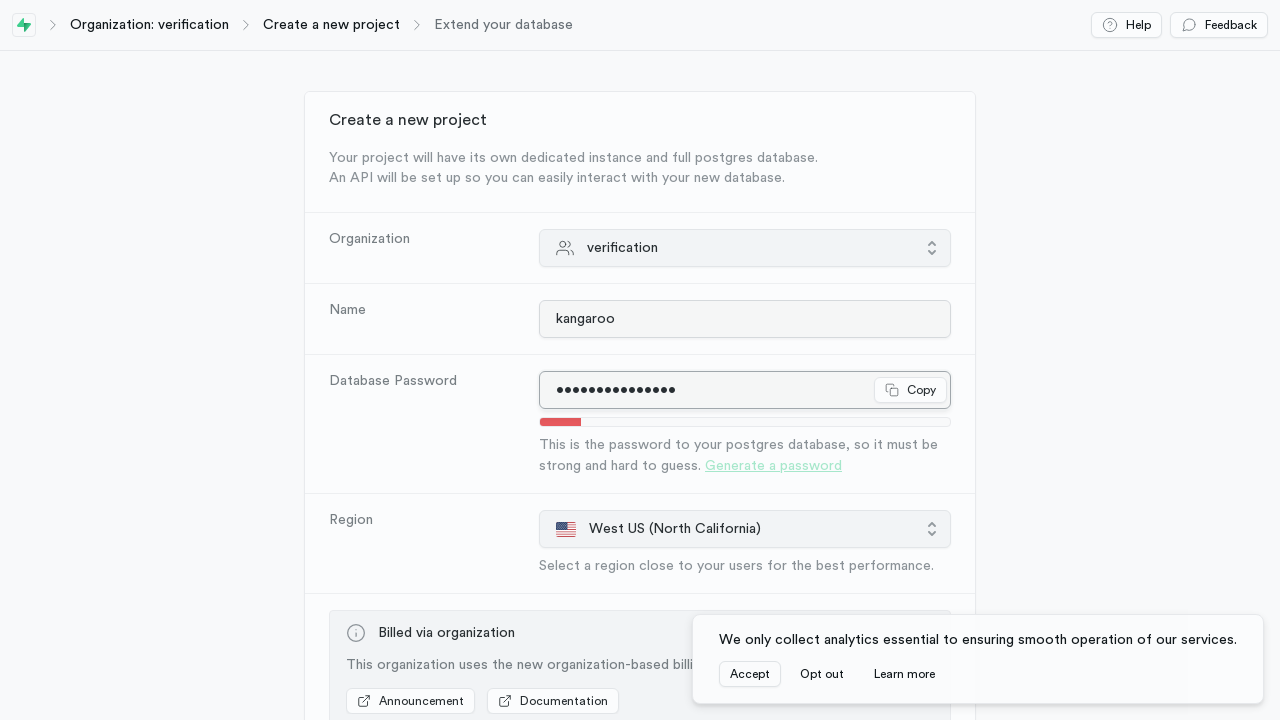 Organization: verification
Create a new project
Extend your database
Help
Feedback
Create a new project
Your project will have its own dedicated instance and full postgres database.
An API will be set up so you can easily interact with your new database.
Organization
verification
Name
kangaroo
Database Password
•••••••••••••••
Copy
This is the password to your postgres database, so it must be
strong and hard to guess. Generate a password
Region
West US (North California)
Select a region close to your users for the best performance.
Billed via organization
This organization uses the new organization-based billi
Announcement
Documentation
We only collect analytics essential to ensuring smooth operation of our services.
Accept
Opt out
Learn more